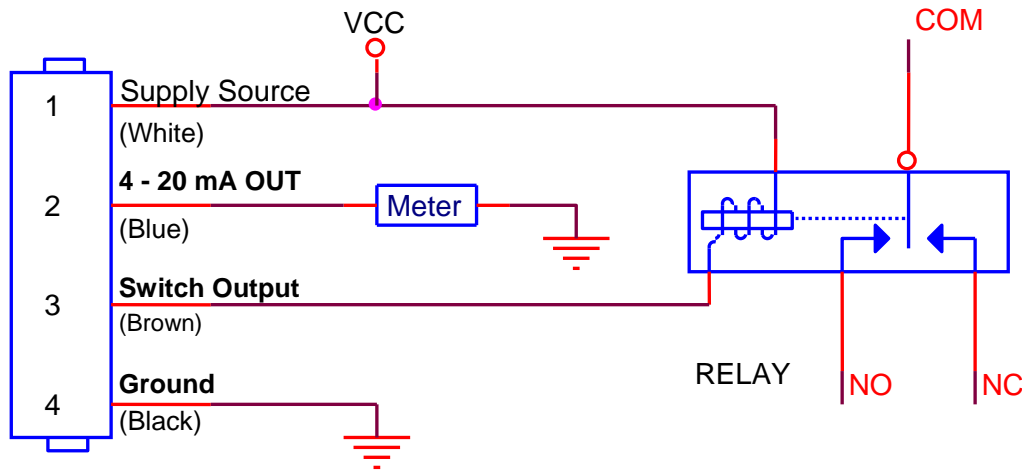 VCC
COM
1
Supply Source
(White)
4 - 20 mA OUT
2
(Blue)
Meter
Switch Output
3
(Brown)
RELAY
Ground
4
(Black)
NO
NC